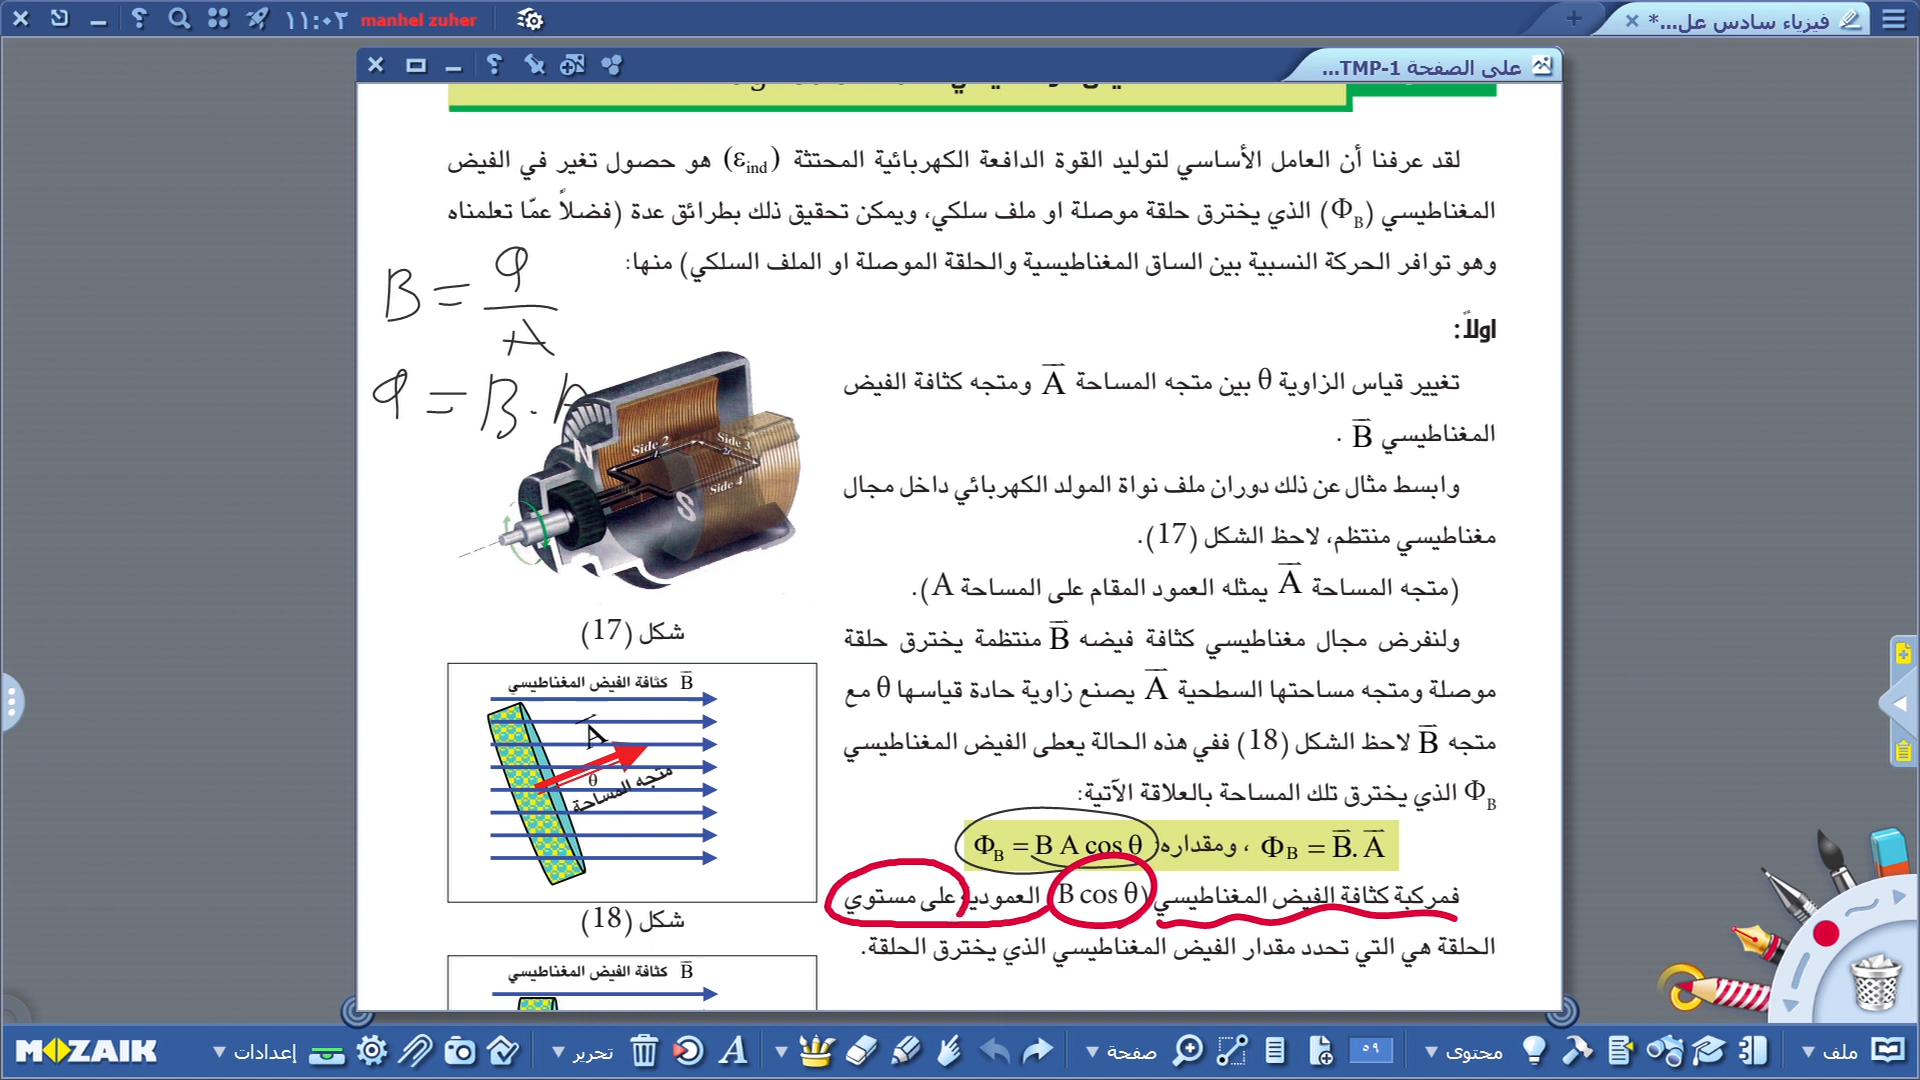 فيزياء سادس عل...*
manhel zuher
١١:٠٢
على الصفحة TMP-1...
لقد عرفنا أن العامل الأساسي لتوليد القوة الدافعة الكهربائية المحتثة (εind) هو حصول تغير في الفيض
المغناطيسي (ΦB) الذي يخترق حلقة موصلة او ملف سلكي، ويمكن تحقيق ذلك بطرائق عدة (فضلاً عمّا تعلمناه
وهو توافر الحركة النسبية بين الساق المغناطيسية والحلقة الموصلة او الملف السلكي) منها:
B = φ / A
φ = B . A
اولاً:
تغيير قياس الزاوية θ بين متجه المساحة A ومتجه كثافة الفيض
المغناطيسي B .
وابسط مثال عن ذلك دوران ملف نواة المولد الكهربائي داخل مجال
مغناطيسي منتظم، لاحظ الشكل (17).
(متجه المساحة A يمثله العمود المقام على المساحة A).
ولنفرض مجال مغناطيسي كثافة فيضه B منتظمة يخترق حلقة
موصلة ومتجه مساحتها السطحية A يصنع زاوية حادة قياسها θ مع
متجه B لاحظ الشكل (18) ففي هذه الحالة يعطى الفيض المغناطيسي
ΦB الذي يخترق تلك المساحة بالعلاقة الآتية:
ΦB = B.A ، ومقداره: ΦB = B A cos θ
فمركبة كثافة الفيض المغناطيسي (B cos θ) العمودية على مستوي
الحلقة هي التي تحدد مقدار الفيض المغناطيسي الذي يخترق الحلقة.
N
Side 2
Side 3
Side 4
S
شكل (17)
كثافة الفيض المغناطيسي B
A
θ
متجه المساحة
شكل (18)
كثافة الفيض المغناطيسي B
MOZAIK
إعدادات
تحرير
صفحة
٥٩
محتوى
ملف